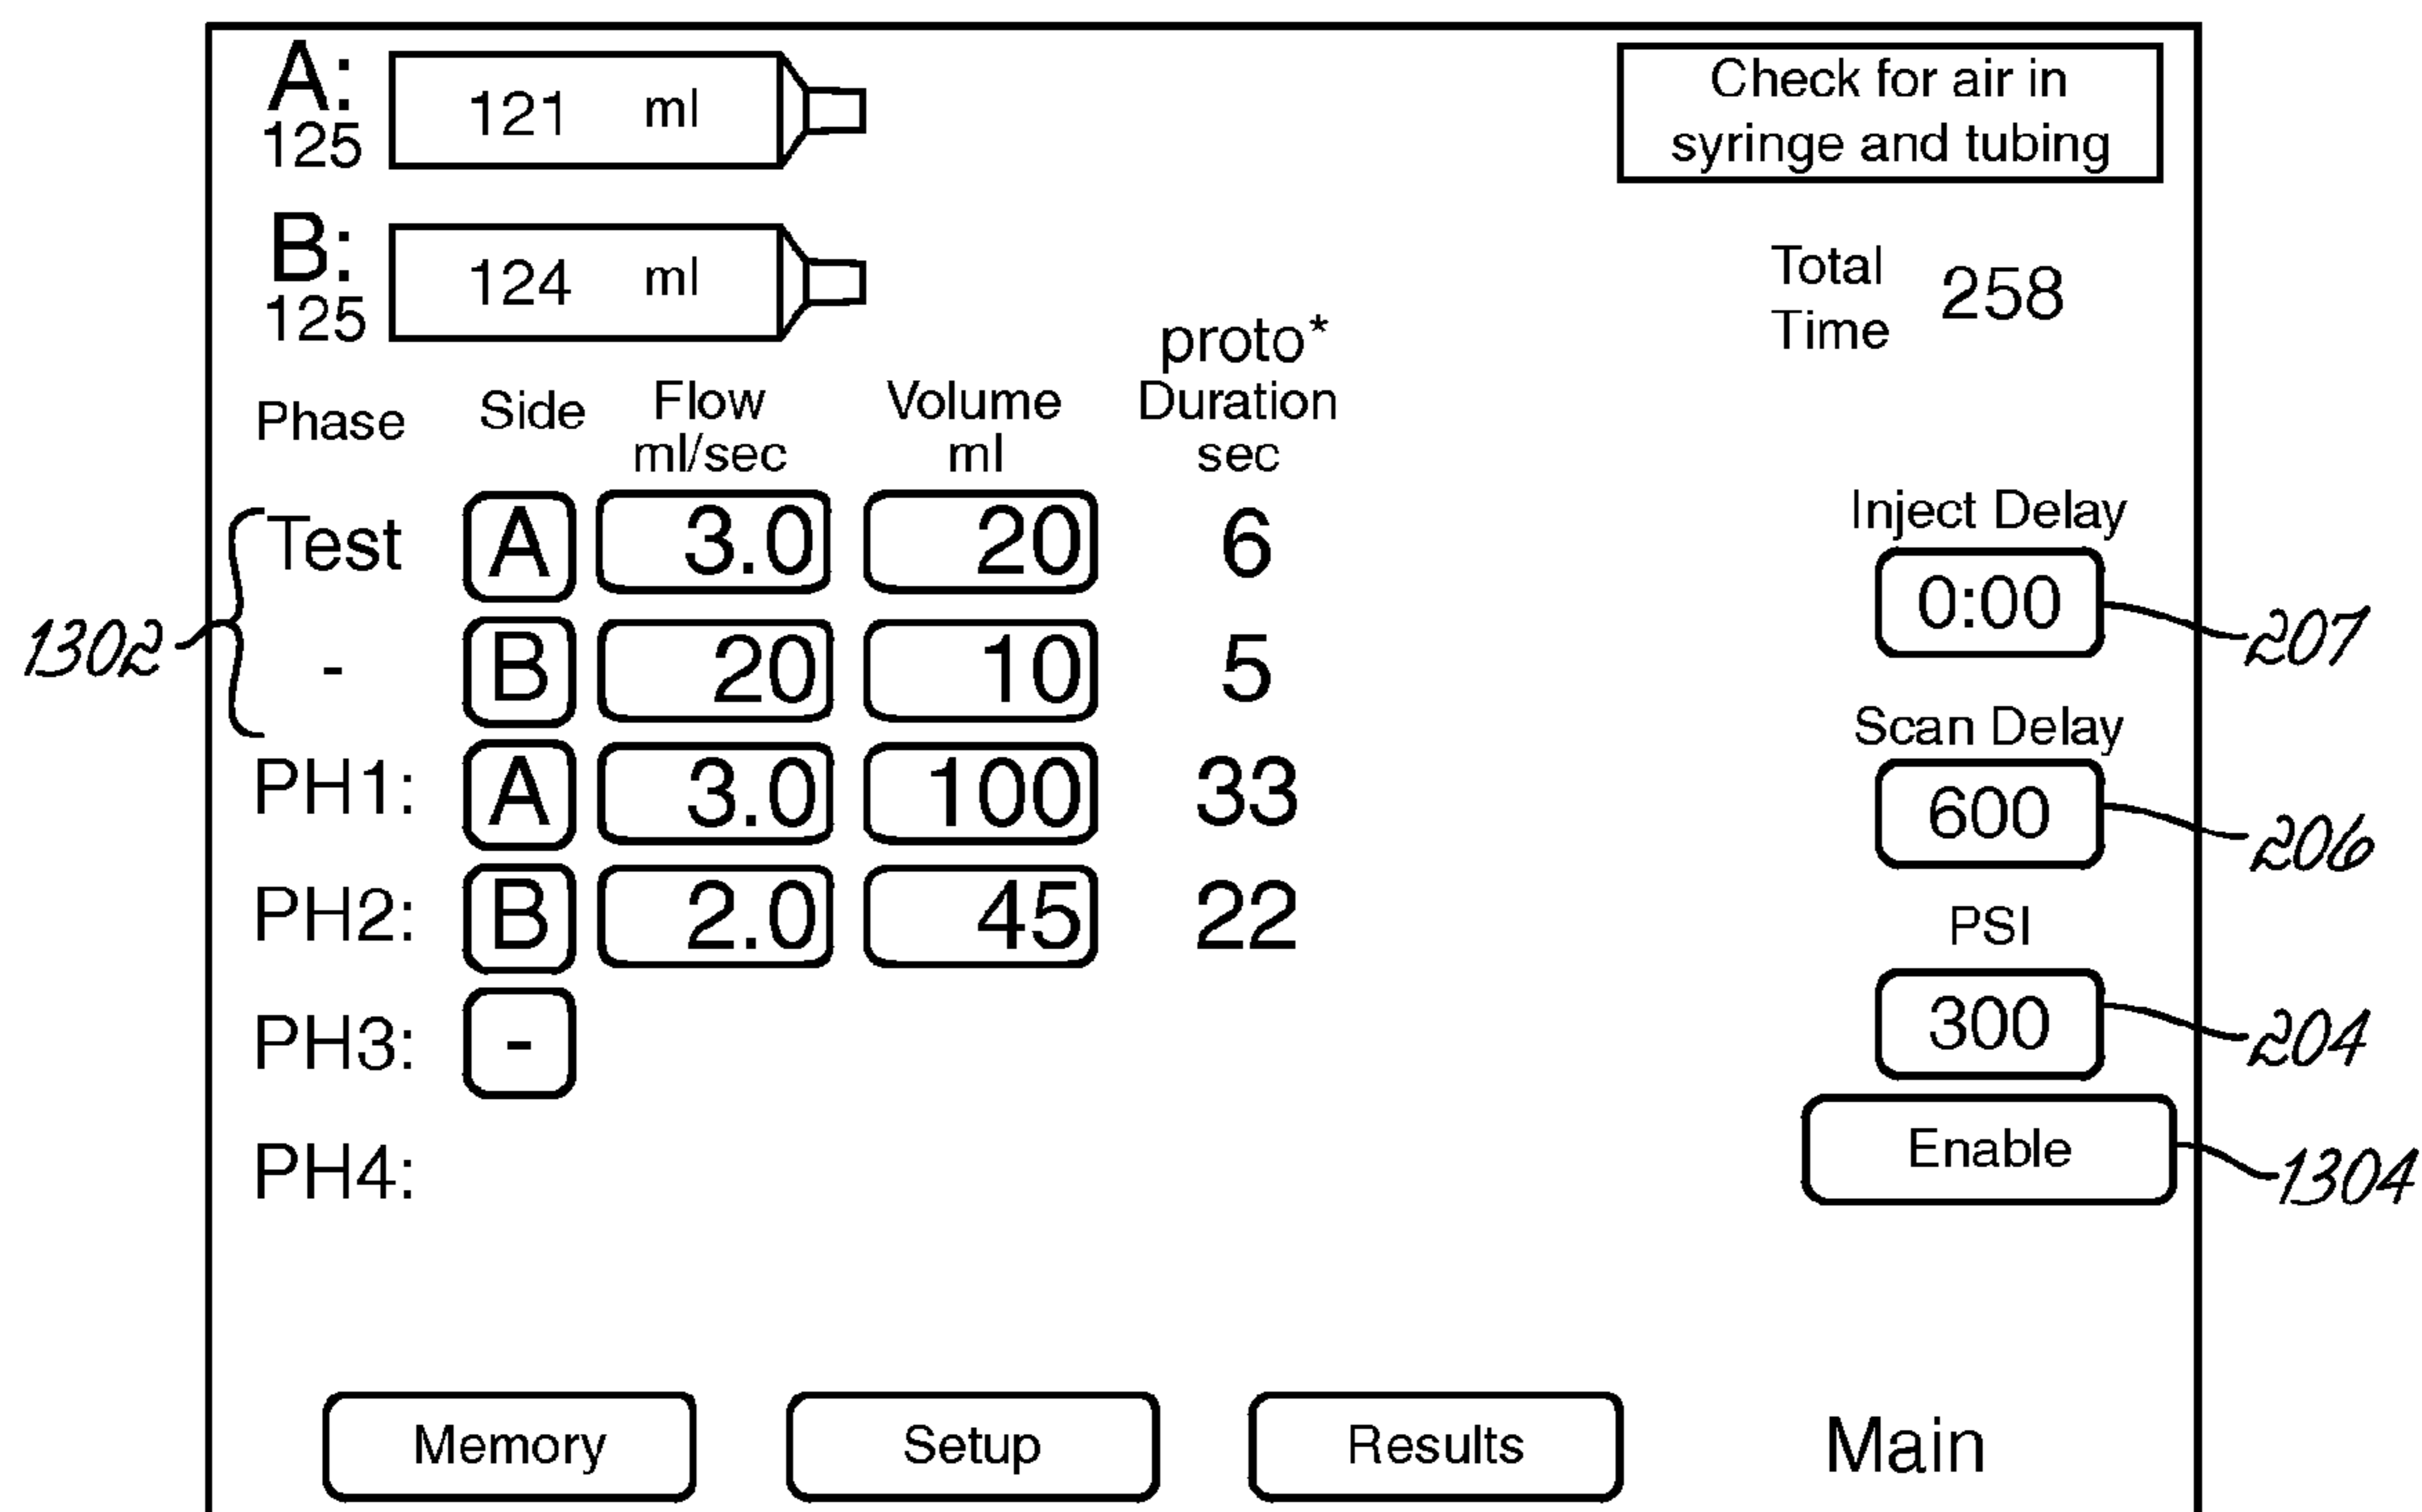 A:
125
121 ml
Check for air in
syringe and tubing
B:
125
124 ml
Total
Time
258
proto*
Phase Side Flow
ml/sec
Volume
ml
Duration
sec
Test A 3.0 20 6
- B 20 10 5
1302
PH1: A 3.0 100 33
PH2: B 2.0 45 22
PH3: -
PH4:
Inject Delay
0:00
207
Scan Delay
600
206
PSI
300
204
Enable
1304
Memory Setup Results Main